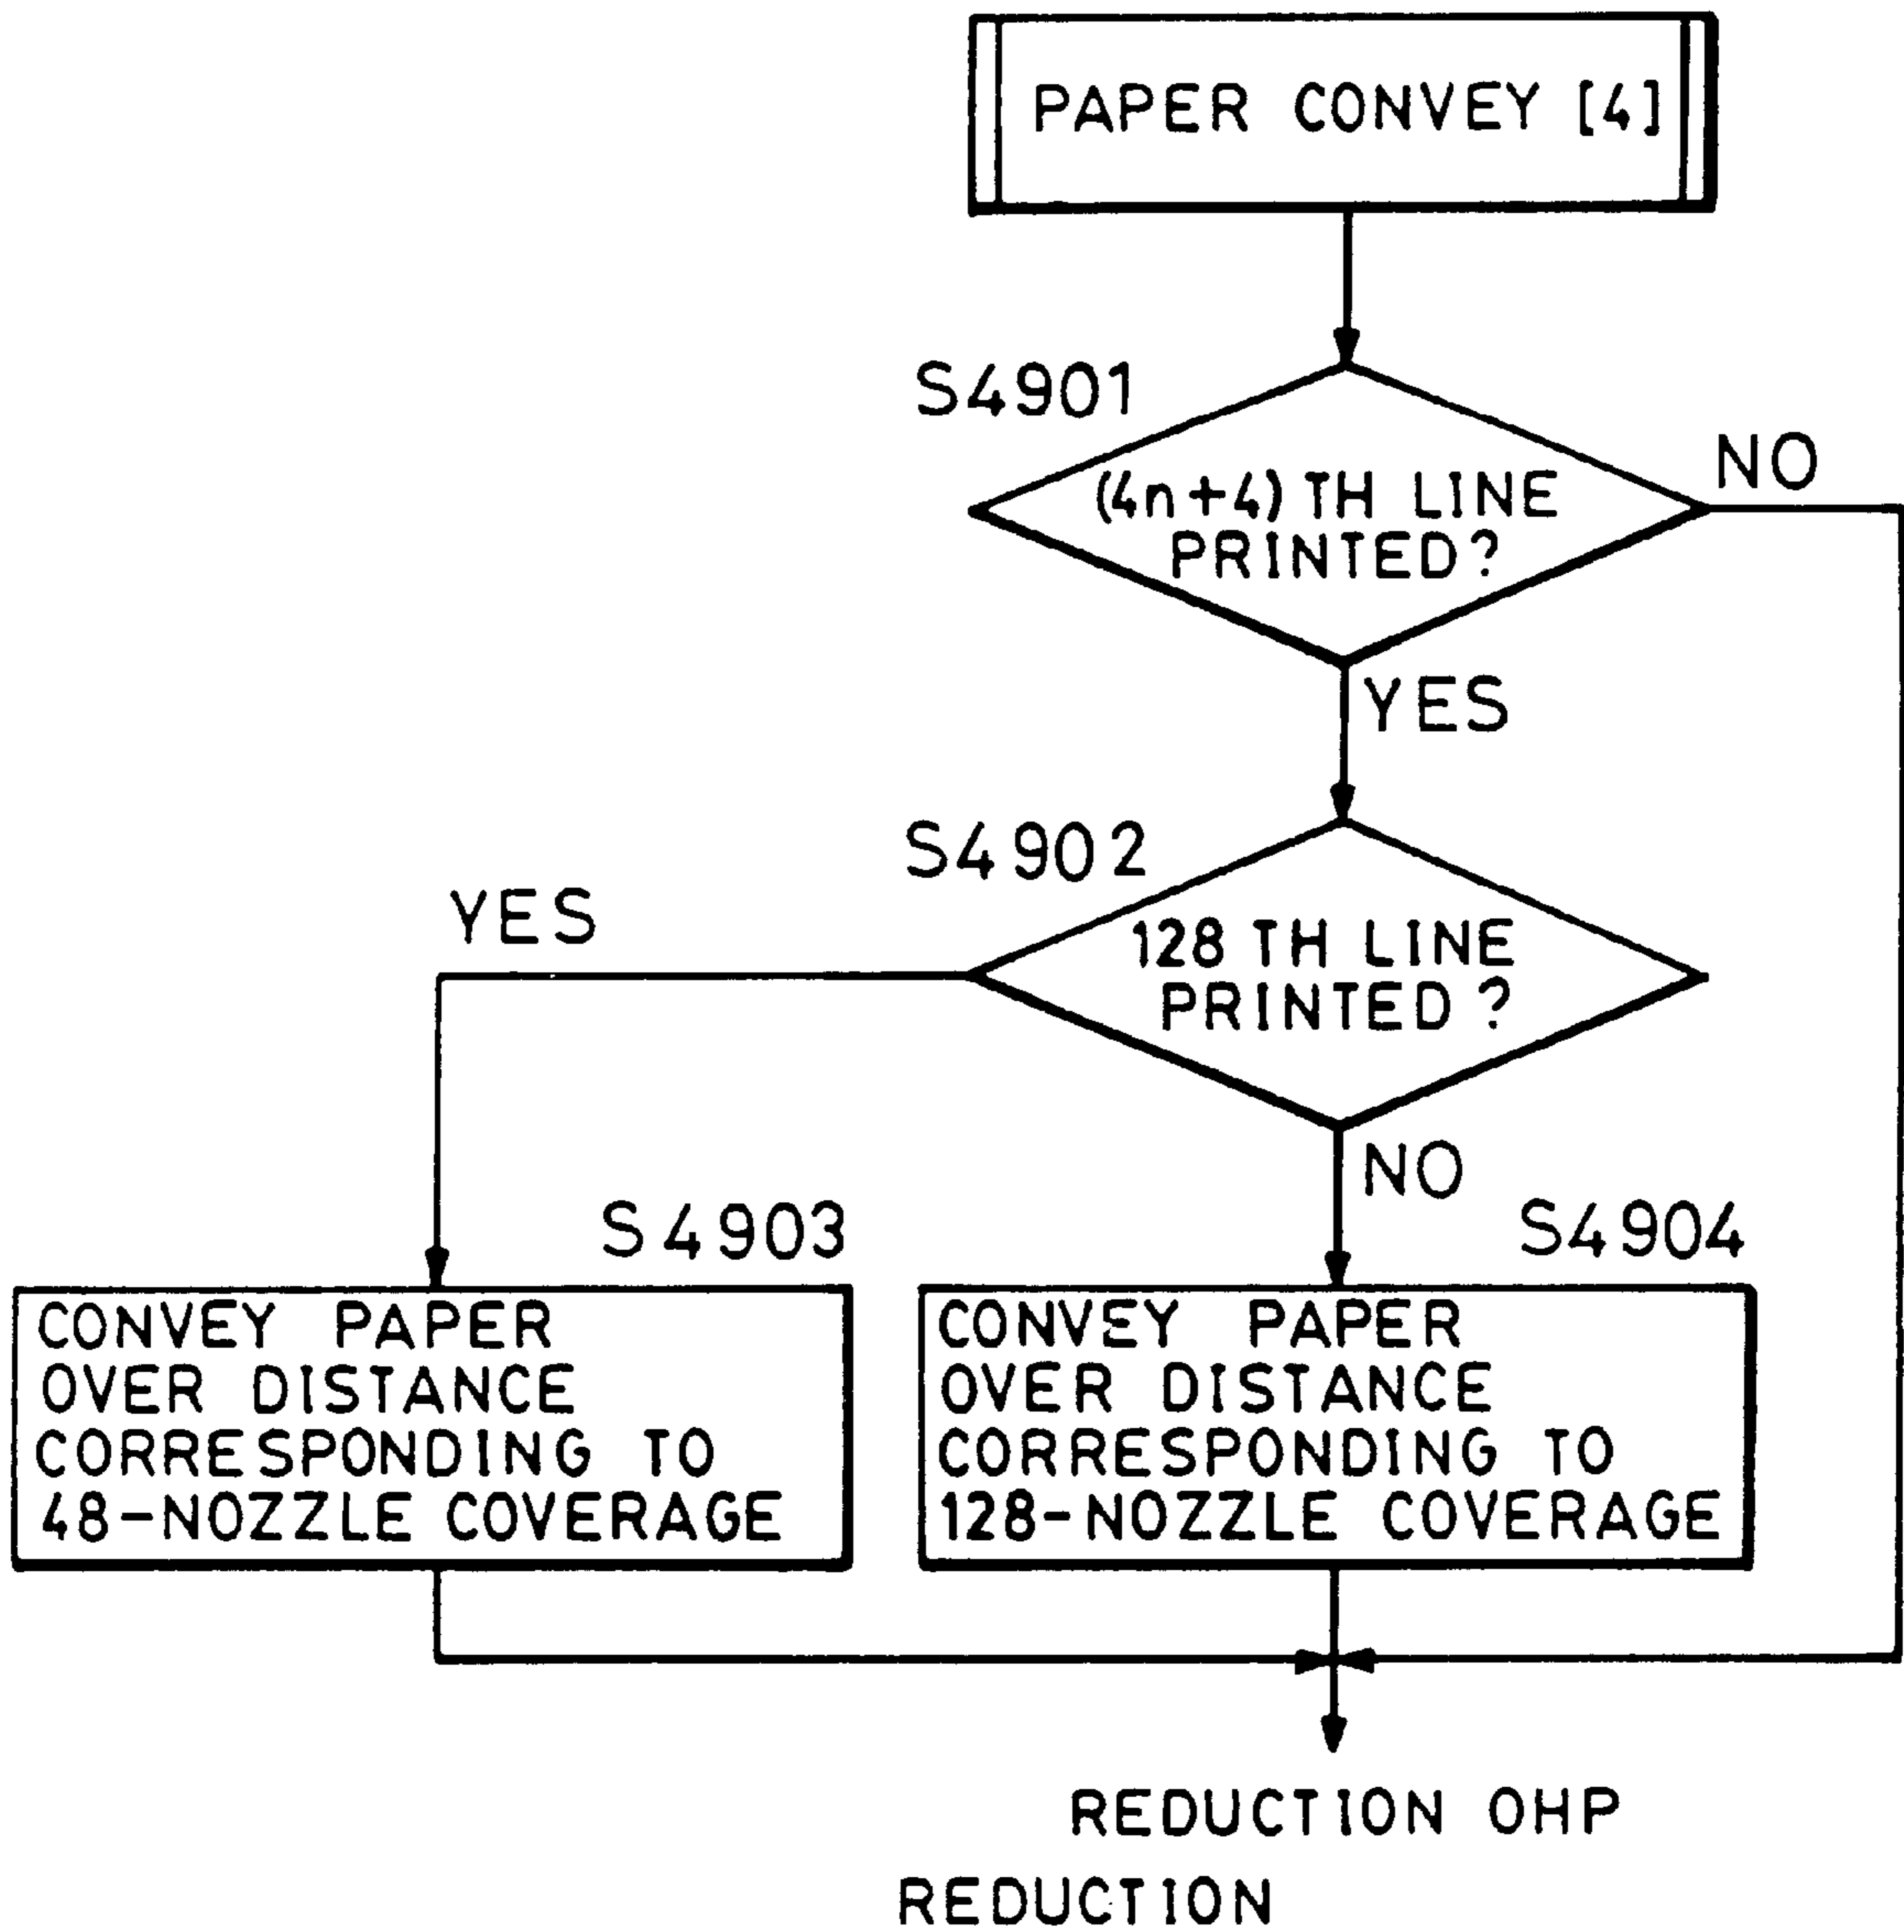 PAPER CONVEY [4]
S4901
(4n+4) TH LINE
PRINTED?
NO
YES
S4902
128 TH LINE
PRINTED?
YES
NO
S4903
CONVEY PAPER
OVER DISTANCE
CORRESPONDING TO
48-NOZZLE COVERAGE
S4904
CONVEY PAPER
OVER DISTANCE
CORRESPONDING TO
128-NOZZLE COVERAGE
REDUCTION OHP
REDUCTION